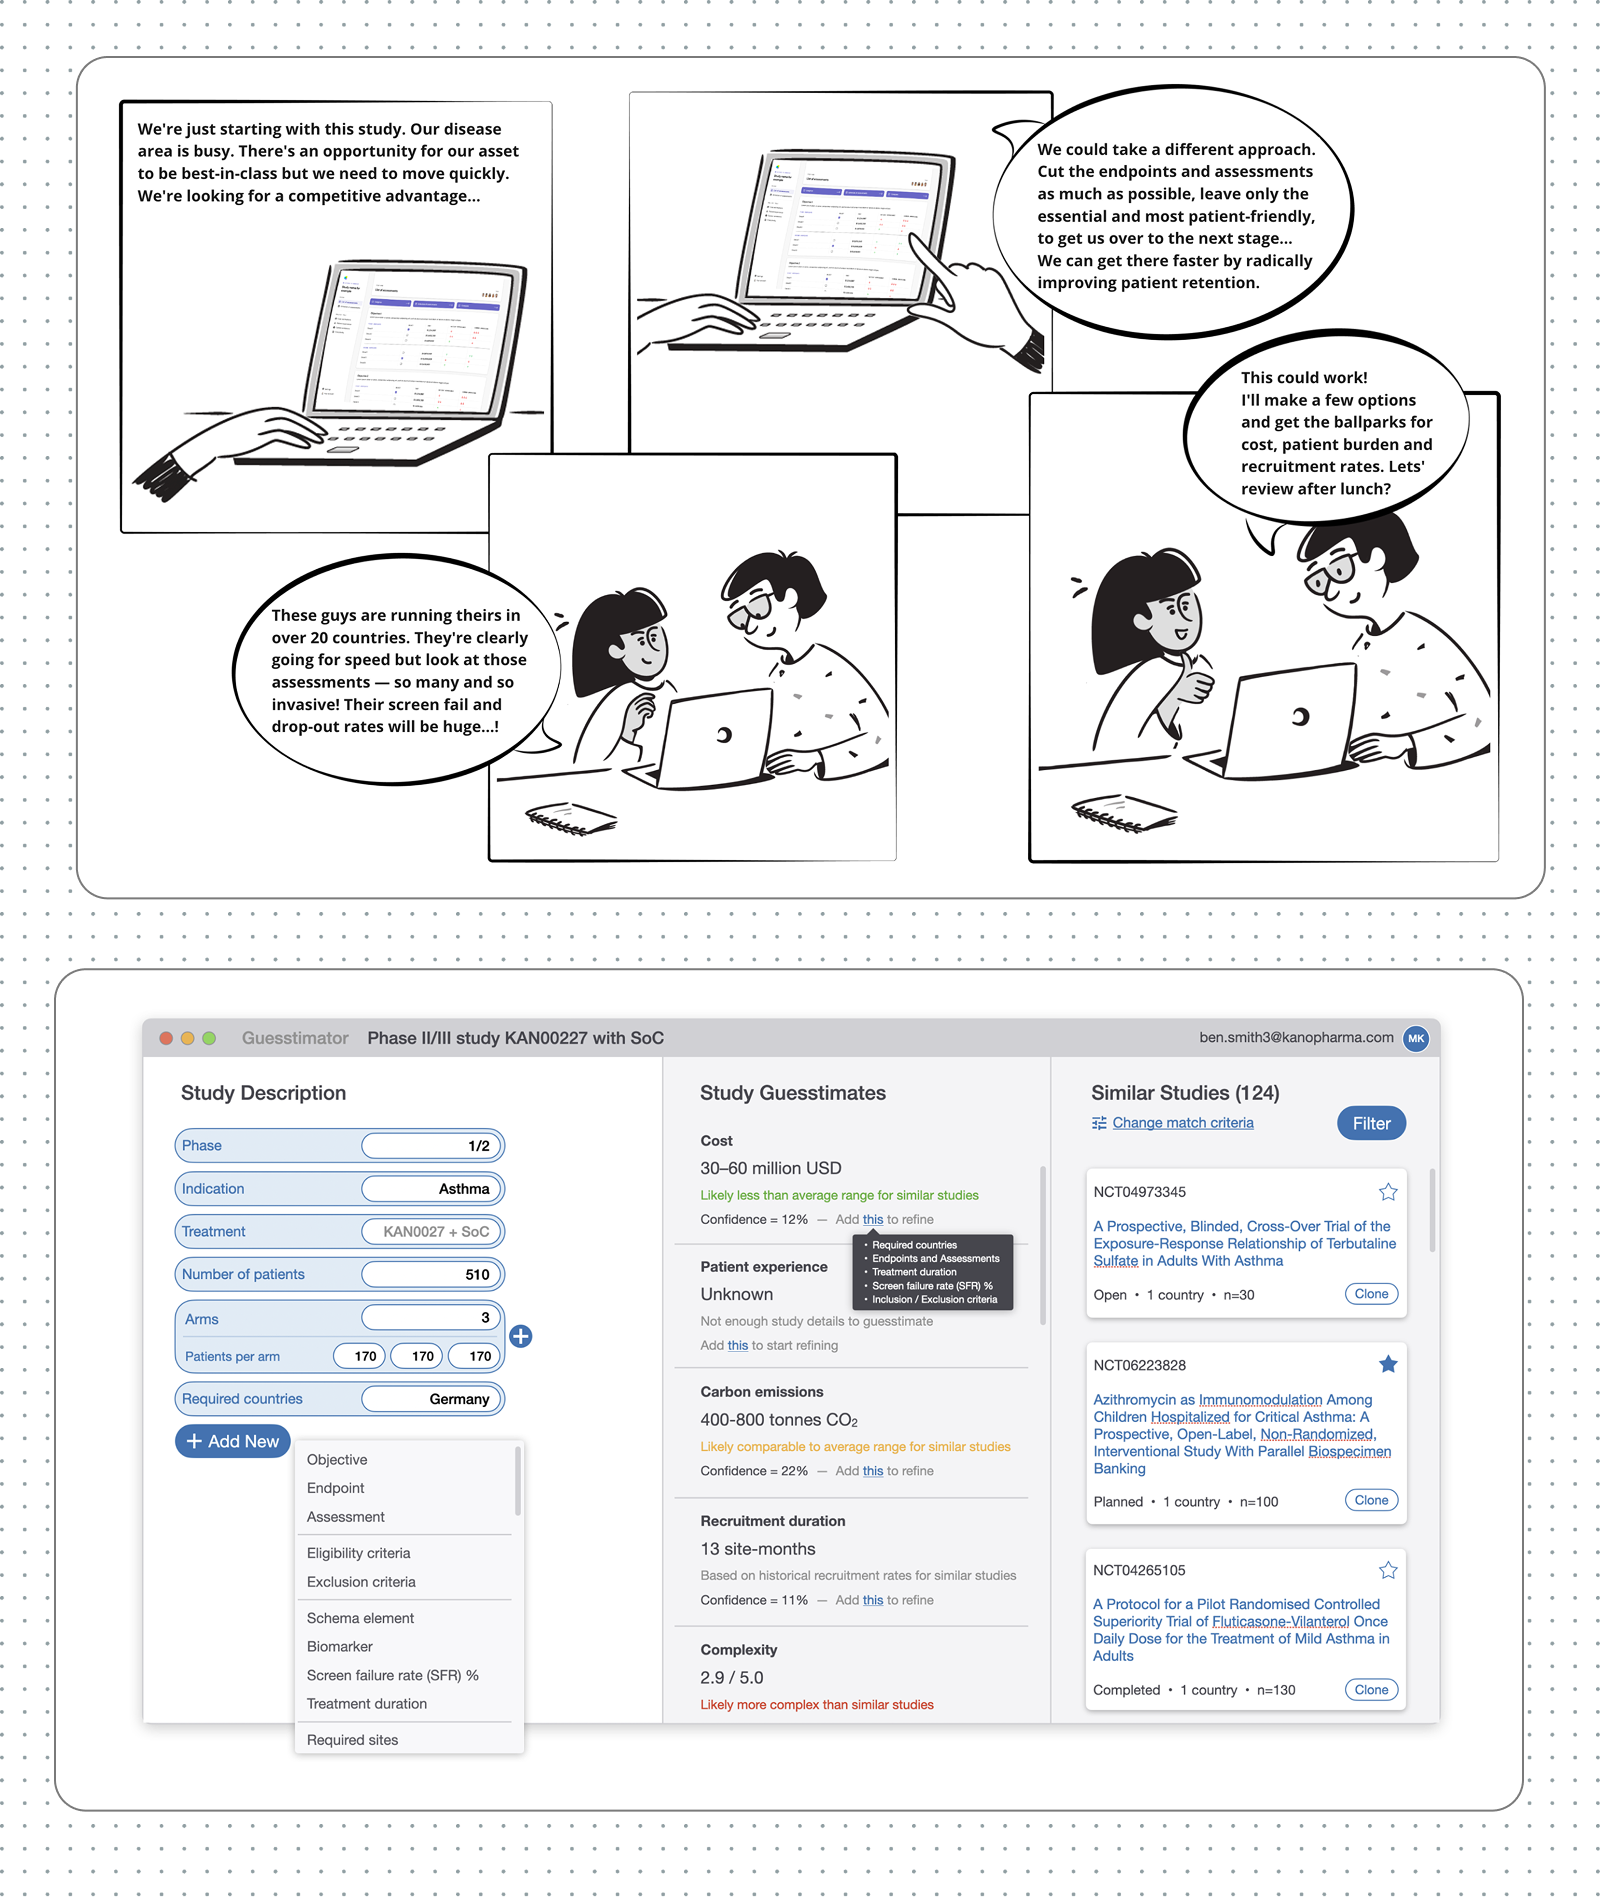 We're just starting with this study. Our disease
area is busy. There's an opportunity for our asset
to be best-in-class but we need to move quickly.
We're looking for a competitive advantage...
These guys are running theirs in
over 20 countries. They're clearly
going for speed but look at those
assessments — so many and so
invasive! Their screen fail and
drop-out rates will be huge...!
We could take a different approach.
Cut the endpoints and assessments
as much as possible, leave only the
essential and most patient-friendly,
to get us over to the next stage...
We can get there faster by radically
improving patient retention.
This could work!
I'll make a few options
and get the ballparks for
cost, patient burden and
recruitment rates. Lets'
review after lunch?
Guesstimator Phase II/III study KAN00227 with SoC
ben.smith3@kanopharma.com MK
Study Description
Phase 1/2
Indication Asthma
Treatment KAN0027 + SoC
Number of patients 510
Arms 3
Patients per arm 170 170 170
Required countries Germany
+ Add New
Objective
Endpoint
Assessment
Eligibility criteria
Exclusion criteria
Schema element
Biomarker
Screen failure rate (SFR) %
Treatment duration
Required sites
Study Guesstimates
Cost
30–60 million USD
Likely less than average range for similar studies
Confidence = 12% — Add this to refine
• Required countries
• Endpoints and Assessments
• Treatment duration
• Screen failure rate (SFR) %
• Inclusion / Exclusion criteria
Patient experience
Unknown
Not enough study details to guesstimate
Add this to start refining
Carbon emissions
400-800 tonnes CO₂
Likely comparable to average range for similar studies
Confidence = 22% — Add this to refine
Recruitment duration
13 site-months
Based on historical recruitment rates for similar studies
Confidence = 11% — Add this to refine
Complexity
2.9 / 5.0
Likely more complex than similar studies
Similar Studies (124)
Change match criteria
Filter
NCT04973345
A Prospective, Blinded, Cross-Over Trial of the
Exposure-Response Relationship of Terbutaline
Sulfate in Adults With Asthma
Open • 1 country • n=30
Clone
NCT06223828
Azithromycin as Immunomodulation Among
Children Hospitalized for Critical Asthma: A
Prospective, Open-Label, Non-Randomized,
Interventional Study With Parallel Biospecimen
Banking
Planned • 1 country • n=100
Clone
NCT04265105
A Protocol for a Pilot Randomised Controlled
Superiority Trial of Fluticasone-Vilanterol Once
Daily Dose for the Treatment of Mild Asthma in
Adults
Completed • 1 country • n=130
Clone